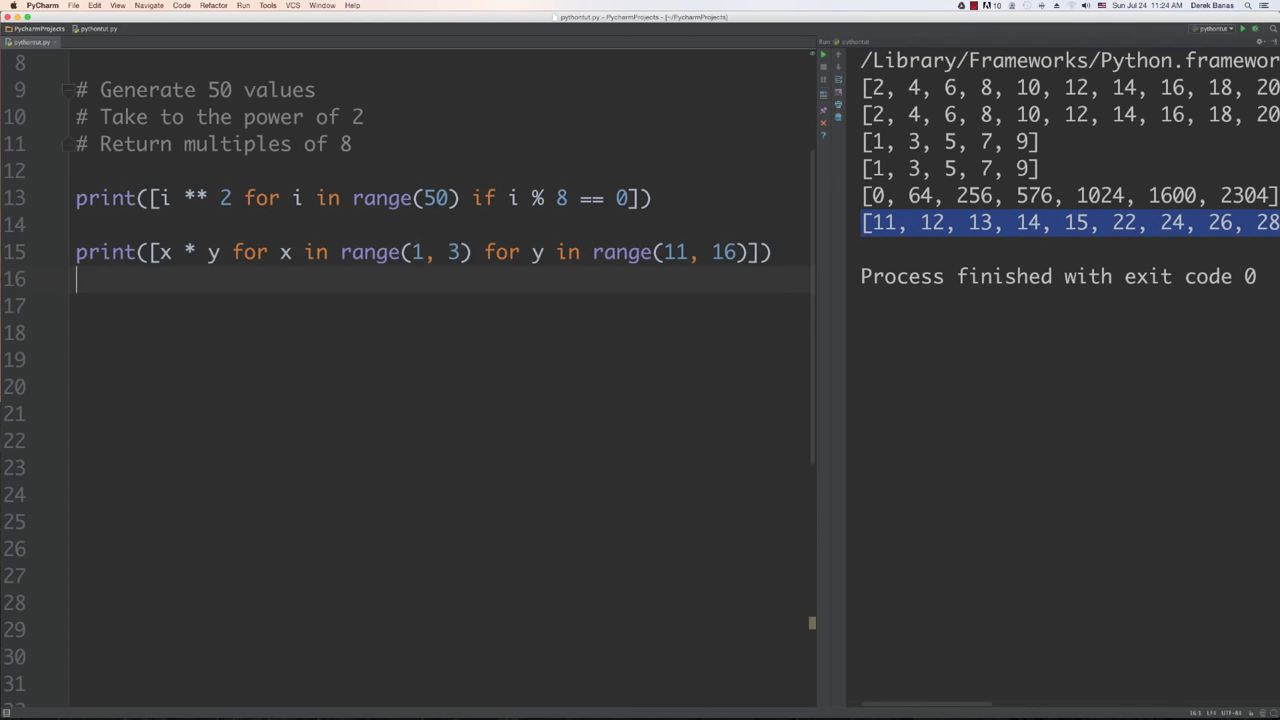 PyCharm File Edit View Navigate Code Refactor Run Tools VCS Window Help
10 Sun Jul 24 11:24 AM Derek Banas
pythontut.py - PycharmProjects - [~/PycharmProjects]
PycharmProjects pythontut.py
pythontut
pythontut.py
Run: pythontut
8
9 # Generate 50 values
10 # Take to the power of 2
11 # Return multiples of 8
12
13 print([i ** 2 for i in range(50) if i % 8 == 0])
14
15 print([x * y for x in range(1, 3) for y in range(11, 16)])
16
17
18
19
20
21
22
23
24
25
26
27
28
29
30
31
/Library/Frameworks/Python.framewor
[2, 4, 6, 8, 10, 12, 14, 16, 18, 20
[2, 4, 6, 8, 10, 12, 14, 16, 18, 20
[1, 3, 5, 7, 9]
[1, 3, 5, 7, 9]
[0, 64, 256, 576, 1024, 1600, 2304]
[11, 12, 13, 14, 15, 22, 24, 26, 28
Process finished with exit code 0
16:1 LF÷ UTF-8÷